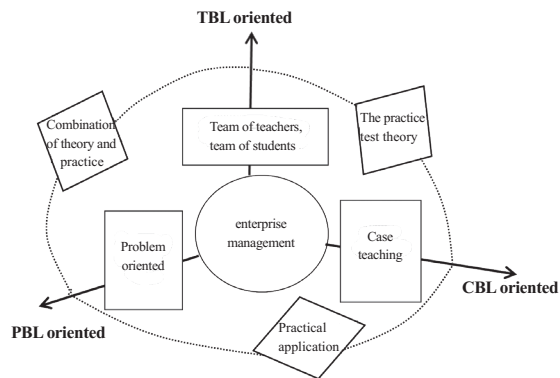 TBL oriented
Combination
of theory and
practice
Team of teachers,
team of students
The practice
test theory
enterprise
management
Problem
oriented
Case
teaching
CBL oriented
PBL oriented
Practical
application